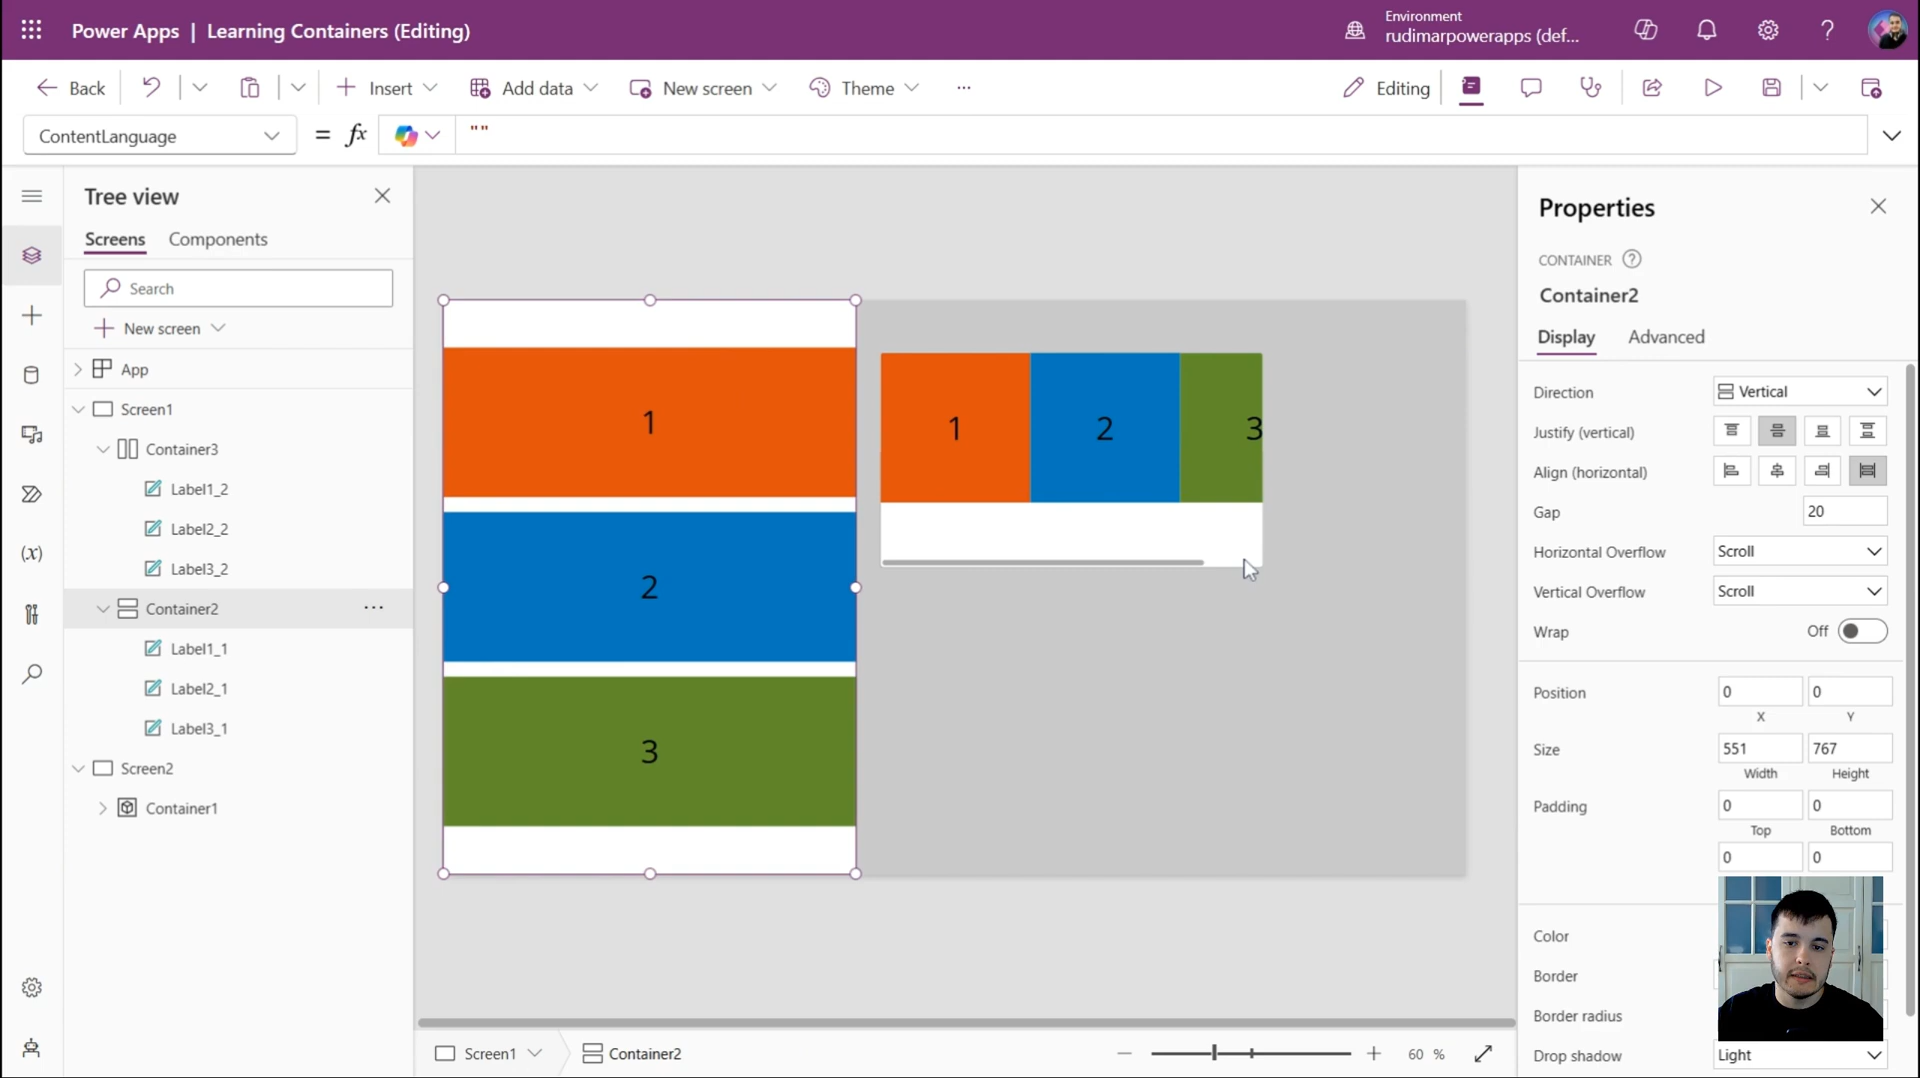 Power Apps | Learning Containers (Editing)
Environment
rudimarpowerapps (def...
?
Back
Insert
Add data
New screen
Theme
...
Editing
ContentLanguage
= fx
""
Tree view
Screens
Components
Search
New screen
App
Screen1
Container3
Label1_2
Label2_2
Label3_2
Container2
...
Label1_1
Label2_1
Label3_1
Screen2
Container1
(x)
1
2
3
1
2
3
Screen1
Container2
60 %
Properties
CONTAINER ?
Container2
Display
Advanced
Direction
Vertical
Justify (vertical)
Align (horizontal)
Gap
20
Horizontal Overflow
Scroll
Vertical Overflow
Scroll
Wrap
Off
Position
0
0
X
Y
Size
551
767
Width
Height
Padding
0
0
Top
Bottom
0
0
Color
Border
Border radius
Drop shadow
Light